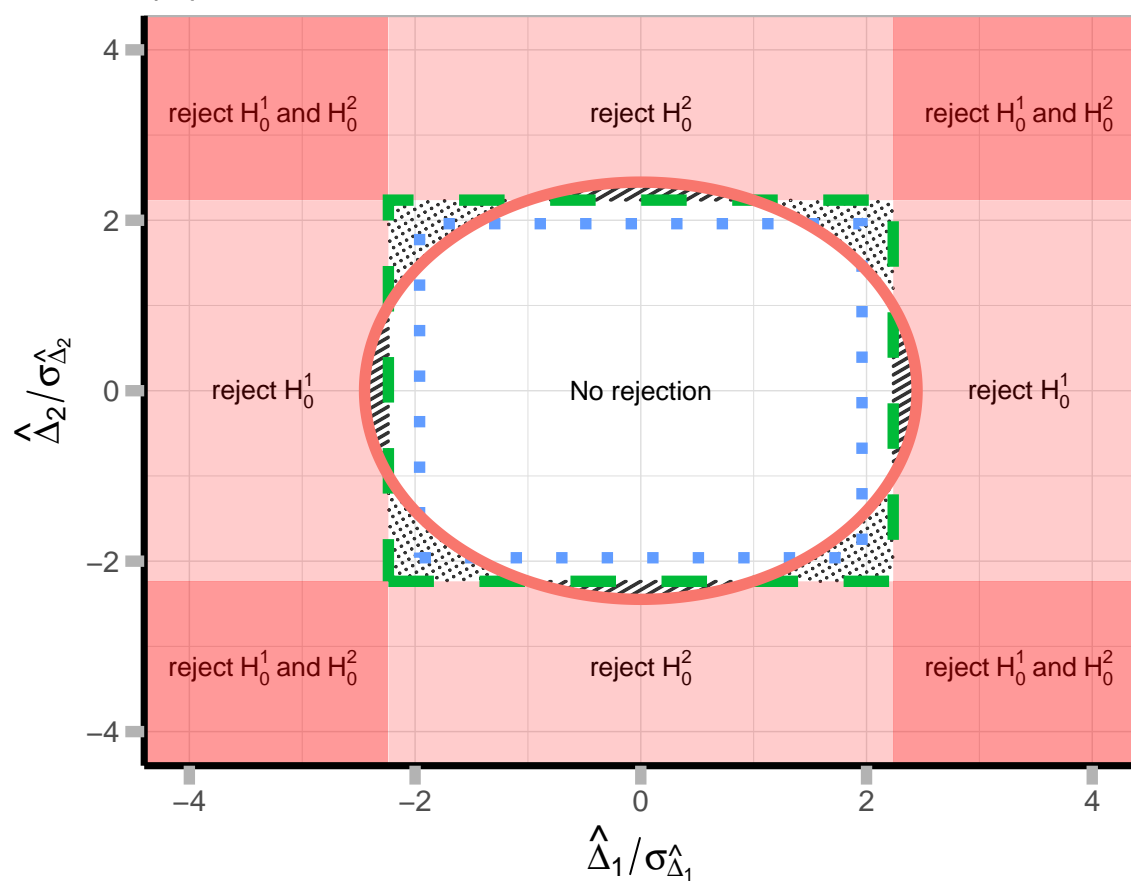 4
reject H₀¹ and H₀²
reject H₀²
reject H₀¹ and H₀²
2
0
reject H₀¹
No rejection
reject H₀¹
Δ̂₂/σ_Δ̂₂
−2
reject H₀¹ and H₀²
reject H₀²
reject H₀¹ and H₀²
−4
−4 −2 0 2 4
Δ̂₁/σ_Δ̂₁